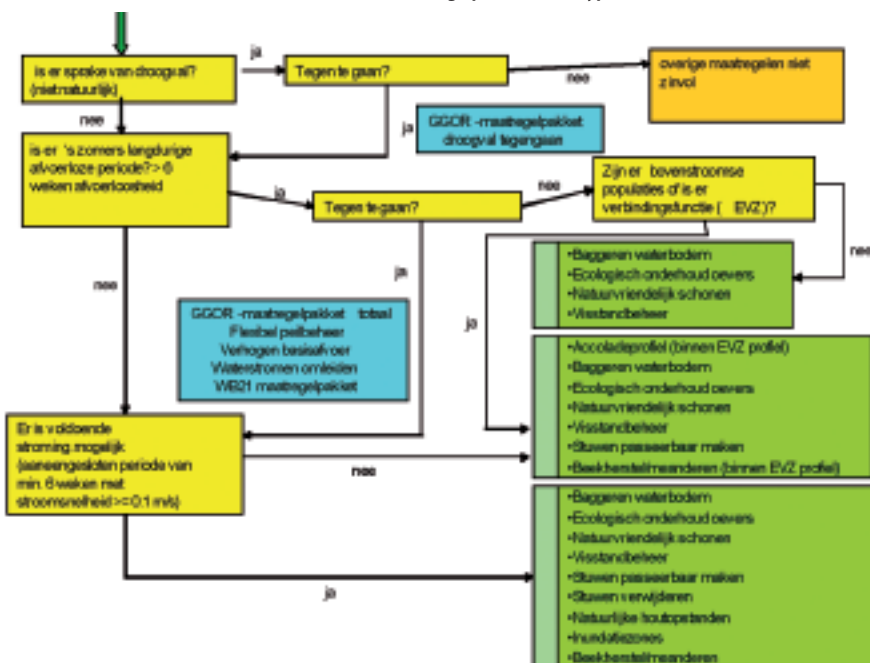 is er sprake van droogval?
(niet natuurlijk)
ja
Tegen te gaan?
nee
overige maatregelen niet
zinvol
nee
ja
GGOR -maatregelpakket
droogval tegengaan
is er 's zomers langdurige
afvoerloze periode? > 6
weken afvoerloosheid
ja
Tegen te gaan?
nee
Zijn er bovenstroomse
populaties of is er
verbindingsfunctie ( EVZ)?
nee
nee
ja
ja
•Baggeren waterbodem
•Ecologisch onderhoud oevers
•Natuurvriendelijk schonen
•Visstandbeheer
GGOR -maatregelpakket totaal
Flexibel peilbeheer
Verhogen basisafvoer
Waterstromen omleiden
WB21 maatregelpakket
•Accoladeprofiel (binnen EVZ profiel)
•Baggeren waterbodem
•Ecologisch onderhoud oevers
•Natuurvriendelijk schonen
•Visstandbeheer
•Stuwen passeerbaar maken
•Beekherstel/meanderen (binnen EVZ profiel)
Er is voldoende
stroming mogelijk
(aaneengesloten periode van
min. 6 weken met
stroomsnelheid >= 0.1 m/s)
nee
ja
•Baggeren waterbodem
•Ecologisch onderhoud oevers
•Natuurvriendelijk schonen
•Visstandbeheer
•Stuwen passeerbaar maken
•Stuwen verwijderen
•Natuurlijke houtopstanden
•Inundatiezones
•Beekherstel/meanderen